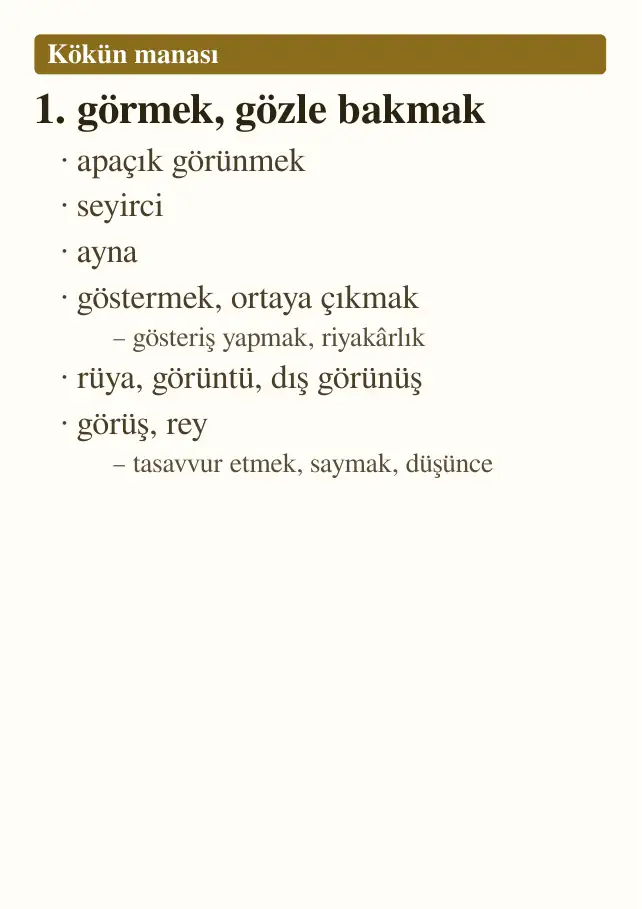 Kökün manası
1. görmek, gözle bakmak
· apaçık görünmek
· seyirci
· ayna
· göstermek, ortaya çıkmak
– gösteriş yapmak, riyakârlık
· rüya, görüntü, dış görünüş
· görüş, rey
– tasavvur etmek, saymak, düşünce